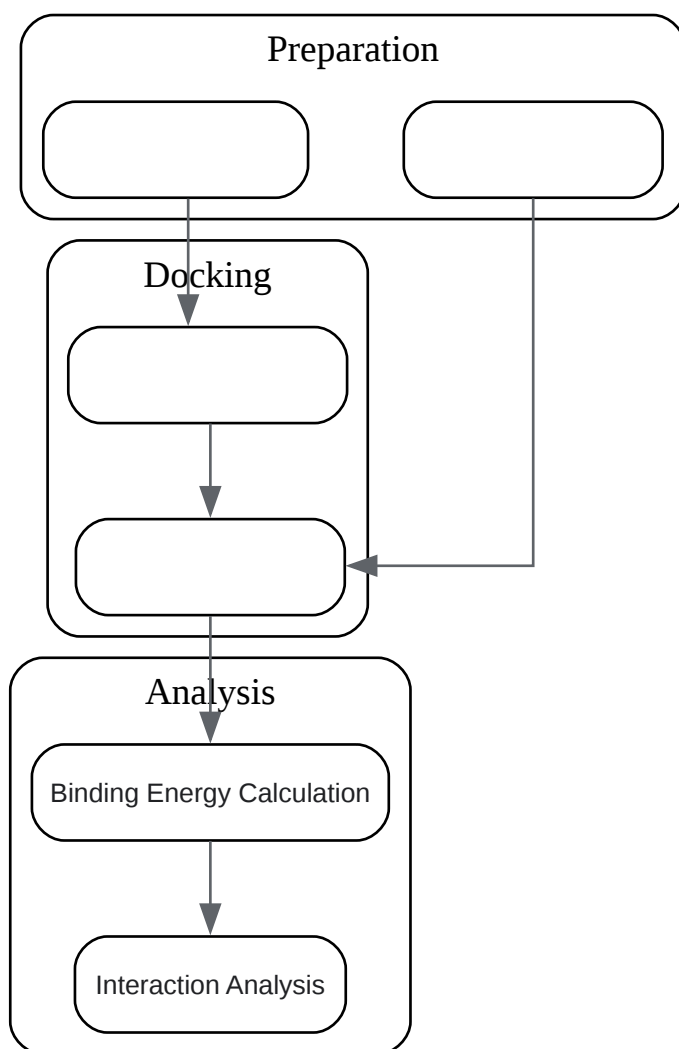 Preparation
Docking
Analysis
Binding Energy Calculation
Interaction Analysis